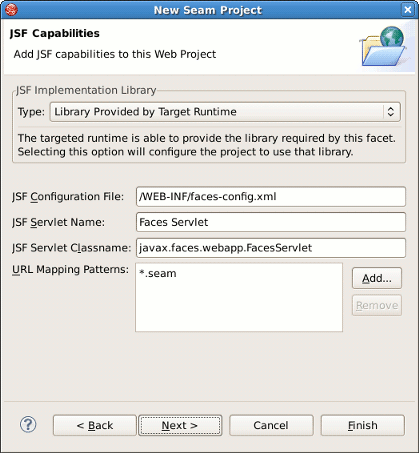 New Seam Project
JSF Capabilities
Add JSF capabilities to this Web Project
JSF Implementation Library
Type: Library Provided by Target Runtime
The targeted runtime is able to provide the library required by this facet.
Selecting this option will configure the project to use that library.
JSF Configuration File: /WEB-INF/faces-config.xml
JSF Servlet Name: Faces Servlet
JSF Servlet Classname: javax.faces.webapp.FacesServlet
URL Mapping Patterns: *.seam
Add...
Remove
? < Back Next > Cancel Finish